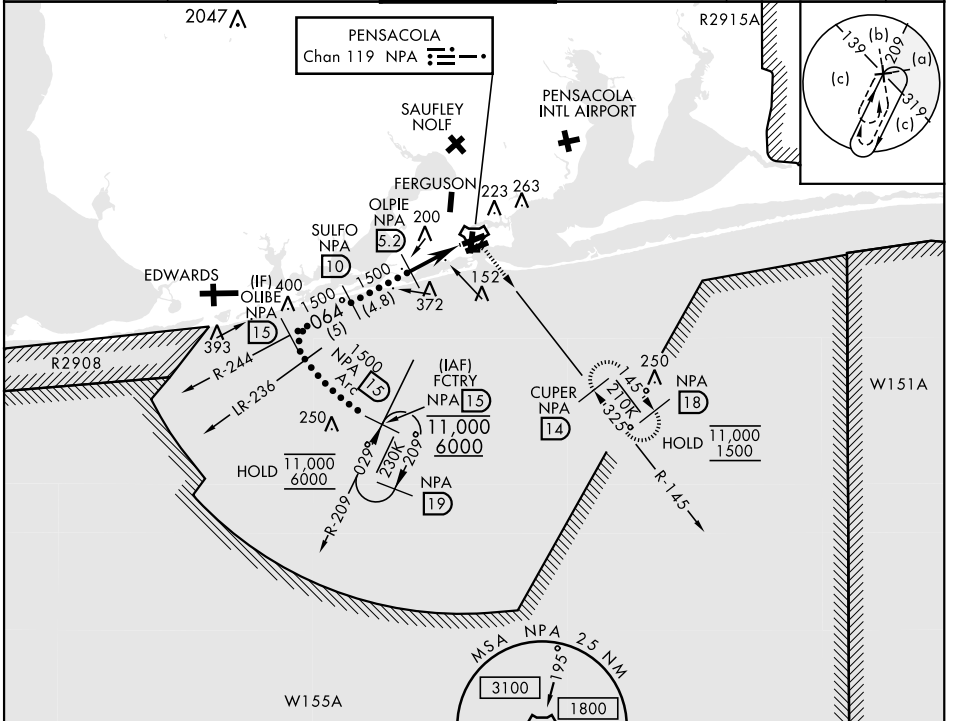 2047
R2915A
PENSACOLA
Chan 119 NPA
139
(b)
209
(a)
(c)
319
(c)
SAUFLEY
NOLF
PENSACOLA
INTL AIRPORT
FERGUSON
223
263
OLPIE
NPA
5.2
200
SULFO
NPA
10
EDWARDS
(IF)
OLIBE
NPA
15
400
1500
1500
064°
(5)
(4.8)
372
152
393
R-244
R2908
LR-236
1500
NPA
15
Arc
250
(IAF)
FCTRY
NPA 15
11,000
6000
HOLD
11,000
6000
029°
230K
209°
NPA
19
R-209
CUPER
NPA
14
145°
210K
325°
250
NPA
18
HOLD
11,000
1500
R-145
W151A
W155A
MSA NPA 25 NM
195°
3100
1800